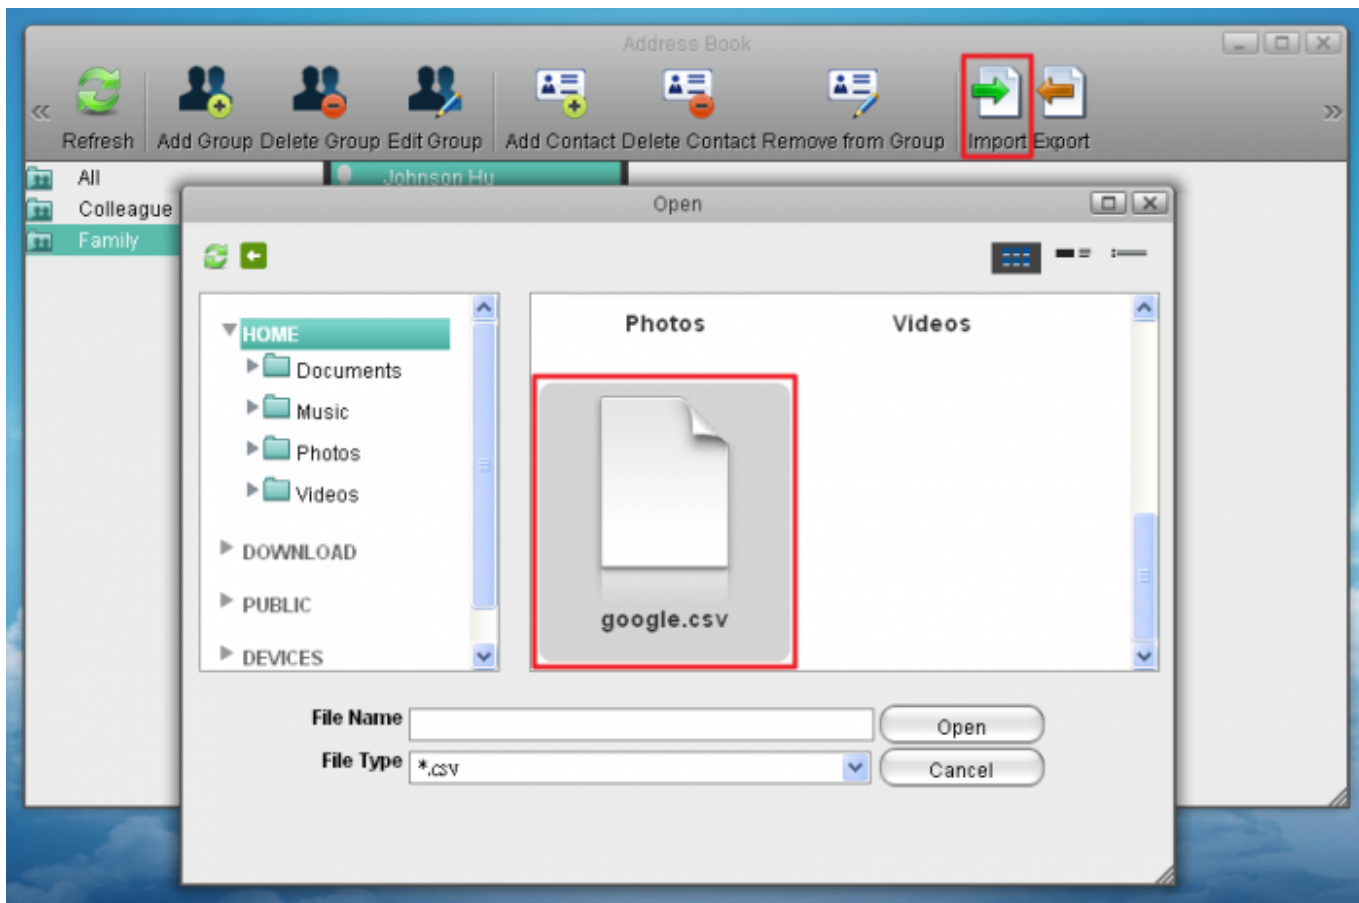 Address Book
Refresh Add Group Delete Group Edit Group Add Contact Delete Contact Remove from Group Import Export
All
Johnson Hu
Colleague
Family
Open
HOME
Documents
Music
Photos
Videos
DOWNLOAD
PUBLIC
DEVICES
Photos Videos
google.csv
File Name
Open
File Type *.csv
Cancel